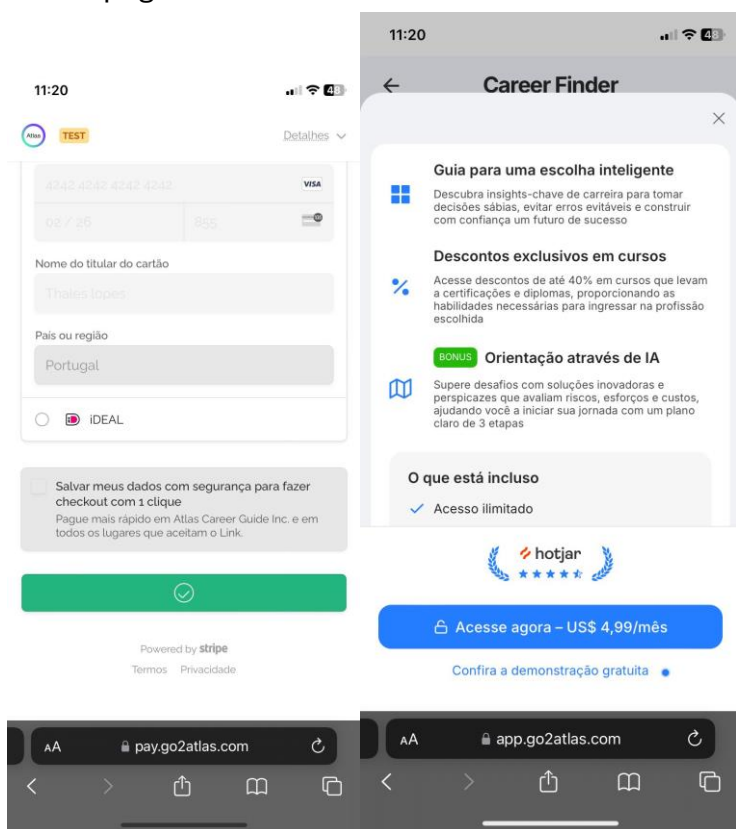 11:20
48
Atlas
TEST
Detalhes
4242 4242 4242 4242
VISA
02 / 26
855
Nome do titular do cartão
Thales lopes
País ou região
Portugal
iDEAL
Salvar meus dados com segurança para fazer
checkout com 1 clique
Pague mais rápido em Atlas Career Guide Inc. e em
todos os lugares que aceitam o Link.
Powered by stripe
Termos Privacidade
AA
pay.go2atlas.com
11:20
48
Career Finder
Guia para uma escolha inteligente
Descubra insights-chave de carreira para tomar
decisões sábias, evitar erros evitáveis e construir
com confiança um futuro de sucesso
Descontos exclusivos em cursos
Acesse descontos de até 40% em cursos que levam
a certificações e diplomas, proporcionando as
habilidades necessárias para ingressar na profissão
escolhida
BONUS Orientação através de IA
Supere desafios com soluções inovadoras e
perspicazes que avaliam riscos, esforços e custos,
ajudando você a iniciar sua jornada com um plano
claro de 3 etapas
O que está incluso
Acesso ilimitado
hotjar
Acesse agora – US$ 4,99/mês
Confira a demonstração gratuita
AA
app.go2atlas.com